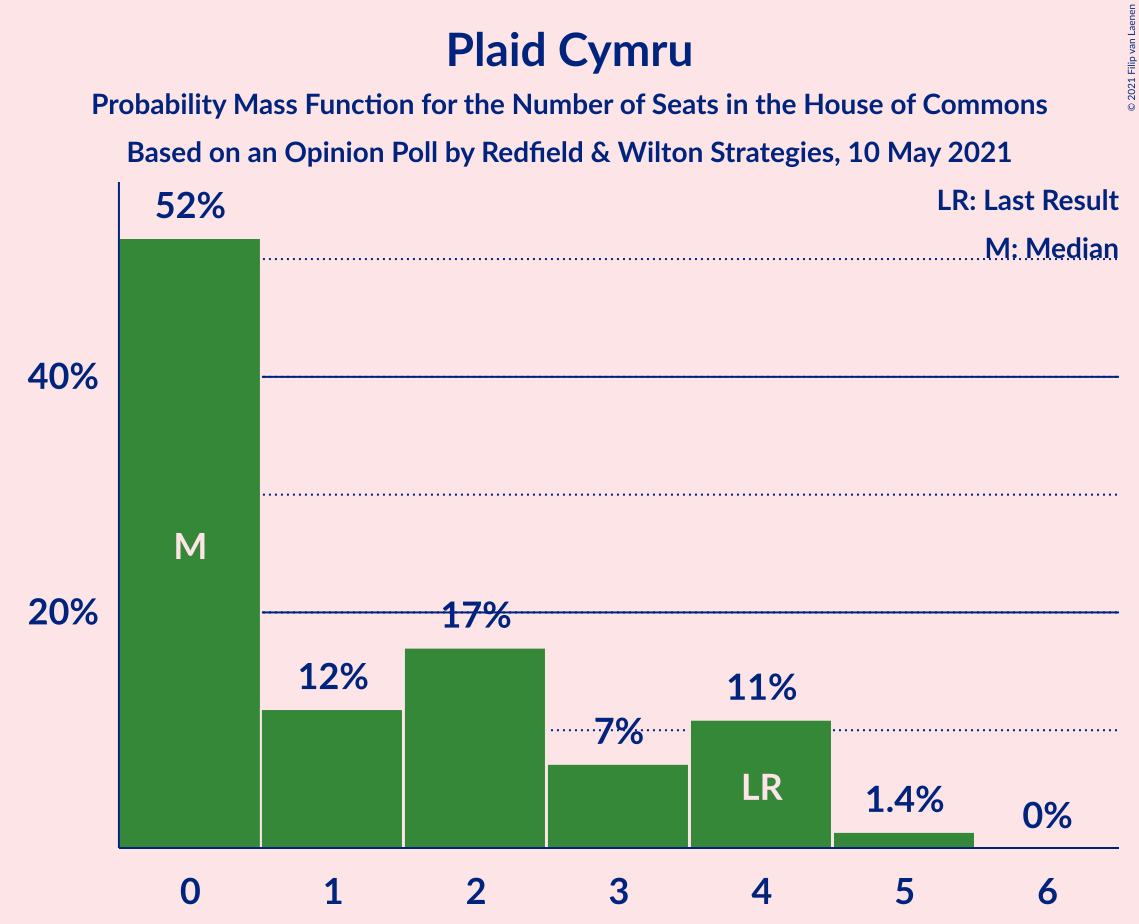 Plaid Cymru
Probability Mass Function for the Number of Seats in the House of Commons
Based on an Opinion Poll by Redfield & Wilton Strategies, 10 May 2021
© 2021 Filip van Laenen
LR: Last Result
M: Median
52%
40%
M
20%
17%
12%
11%
7%
LR
1.4%
0%
0 1 2 3 4 5 6